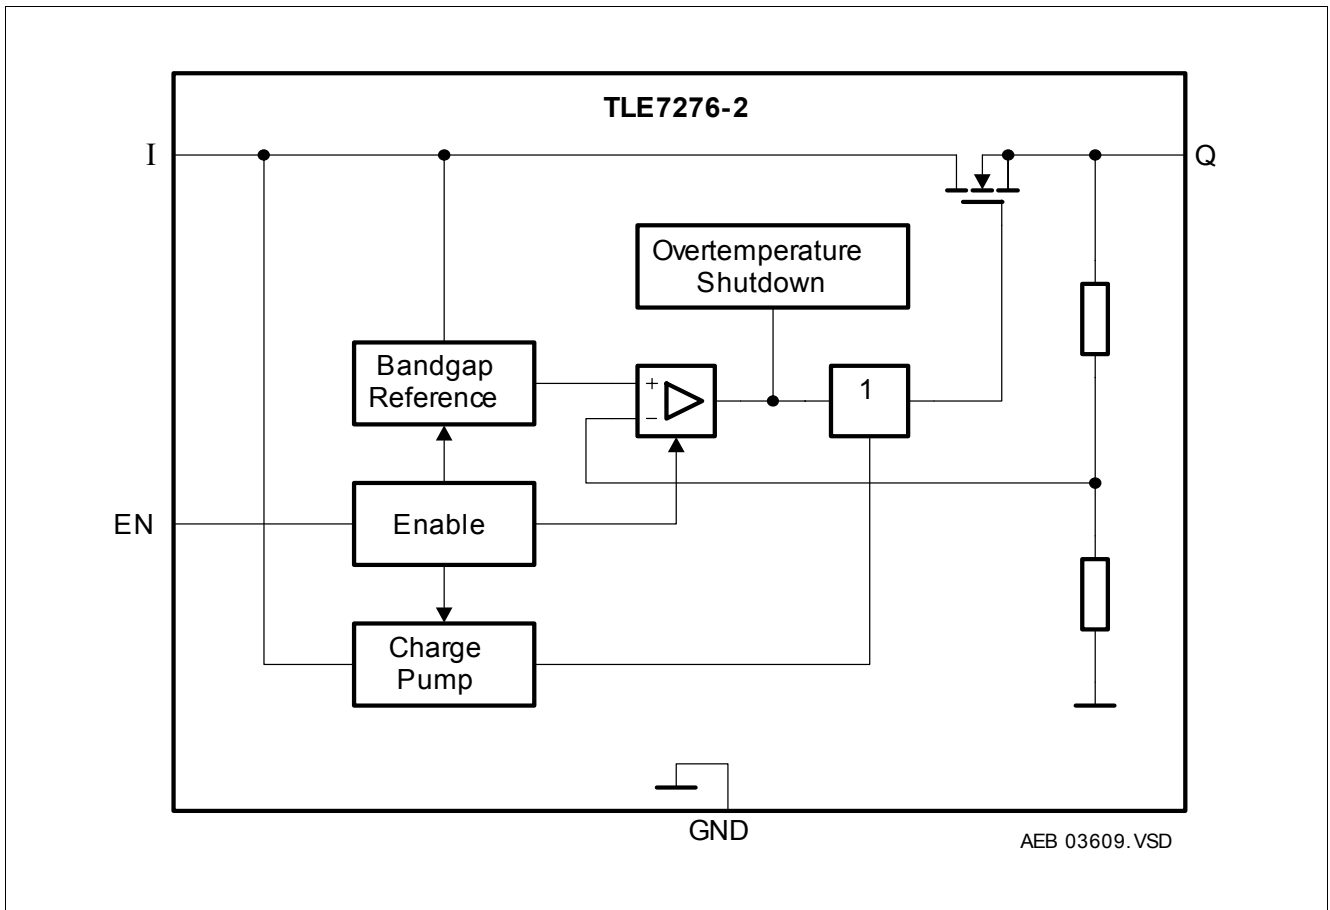 TLE7276-2
I
Q
Overtemperature
Shutdown
Bandgap
Reference
+
−
1
EN
Enable
Charge
Pump
GND
AEB 03609.VSD